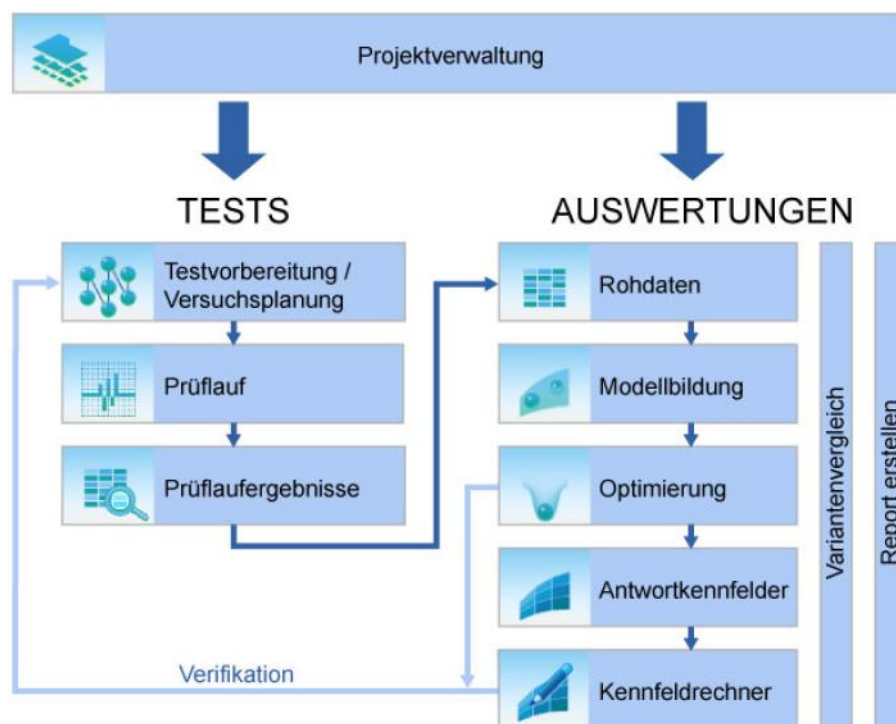 Projektverwaltung
TESTS
Testvorbereitung /
Versuchsplanung
Prüflauf
Prüflaufergebnisse
AUSWERTUNGEN
Rohdaten
Modellbildung
Optimierung
Antwortkennfelder
Kennfeldrechner
Variantenvergleich
Report erstellen
Verifikation